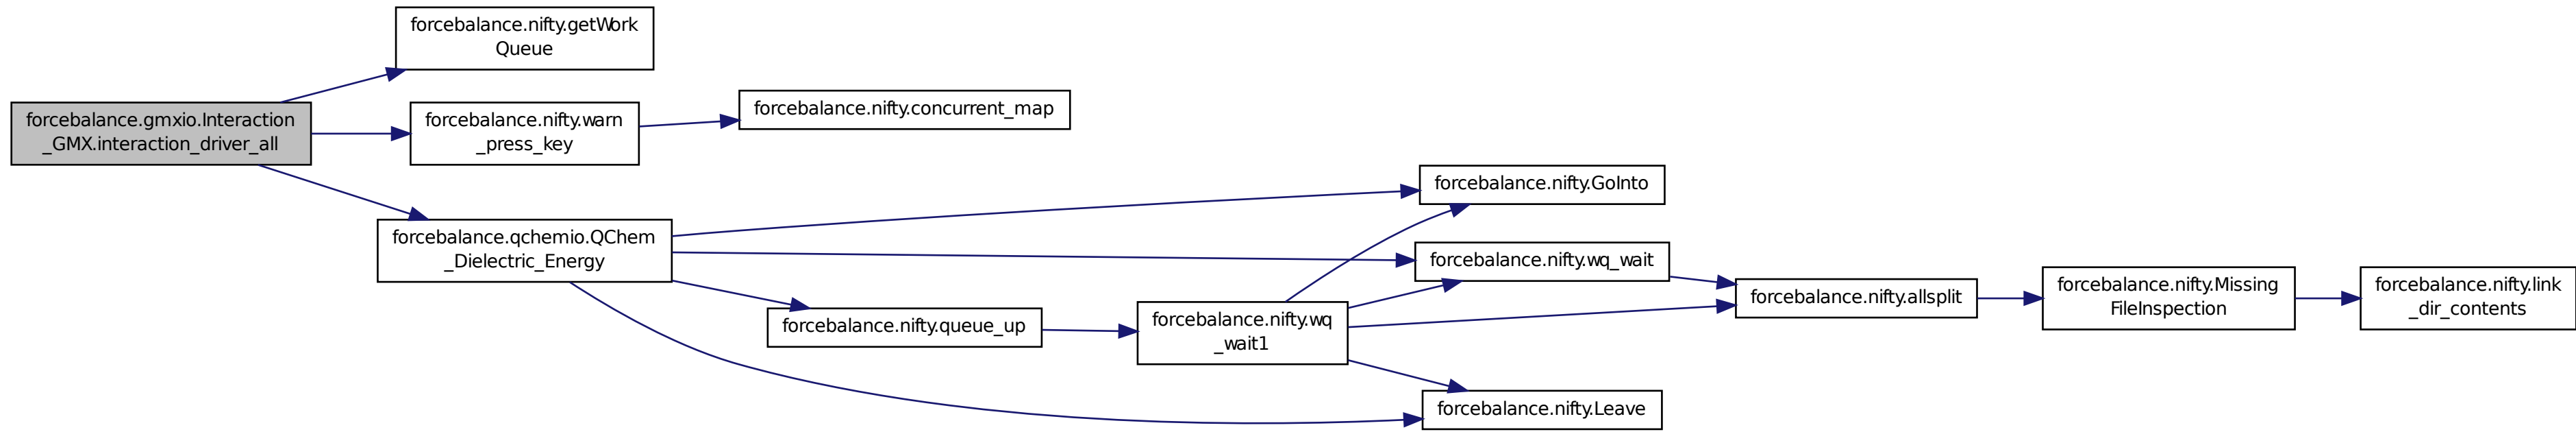 forcebalance.gmxio.Interaction
_GMX.interaction_driver_all
forcebalance.nifty.getWork
Queue
forcebalance.nifty.warn
_press_key
forcebalance.nifty.concurrent_map
forcebalance.qchemio.QChem
_Dielectric_Energy
forcebalance.nifty.GoInto
forcebalance.nifty.wq_wait
forcebalance.nifty.queue_up
forcebalance.nifty.wq
_wait1
forcebalance.nifty.Leave
forcebalance.nifty.allsplit
forcebalance.nifty.Missing
FileInspection
forcebalance.nifty.link
_dir_contents